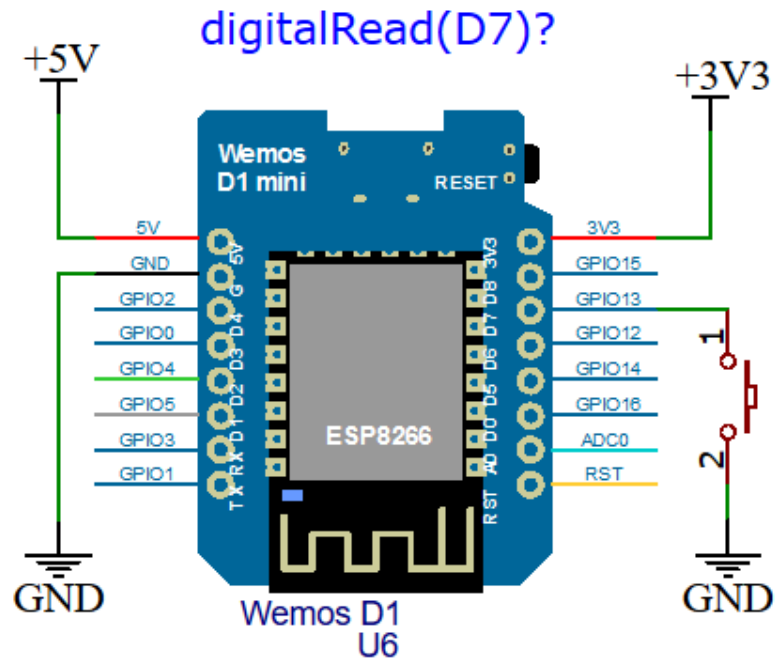 digitalRead(D7)?
+5V
+3V3
Wemos
D1 mini
RESET
5V
GND
GPIO2
GPIO0
GPIO4
GPIO5
GPIO3
GPIO1
5V
G
D4
D3
D2
D1
RX
TX
3V3
D8
D7
D6
D5
D0
A0
RST
3V3
GPIO15
GPIO13
GPIO12
GPIO14
GPIO16
ADC0
RST
1
2
ESP8266
GND
GND
Wemos D1
U6